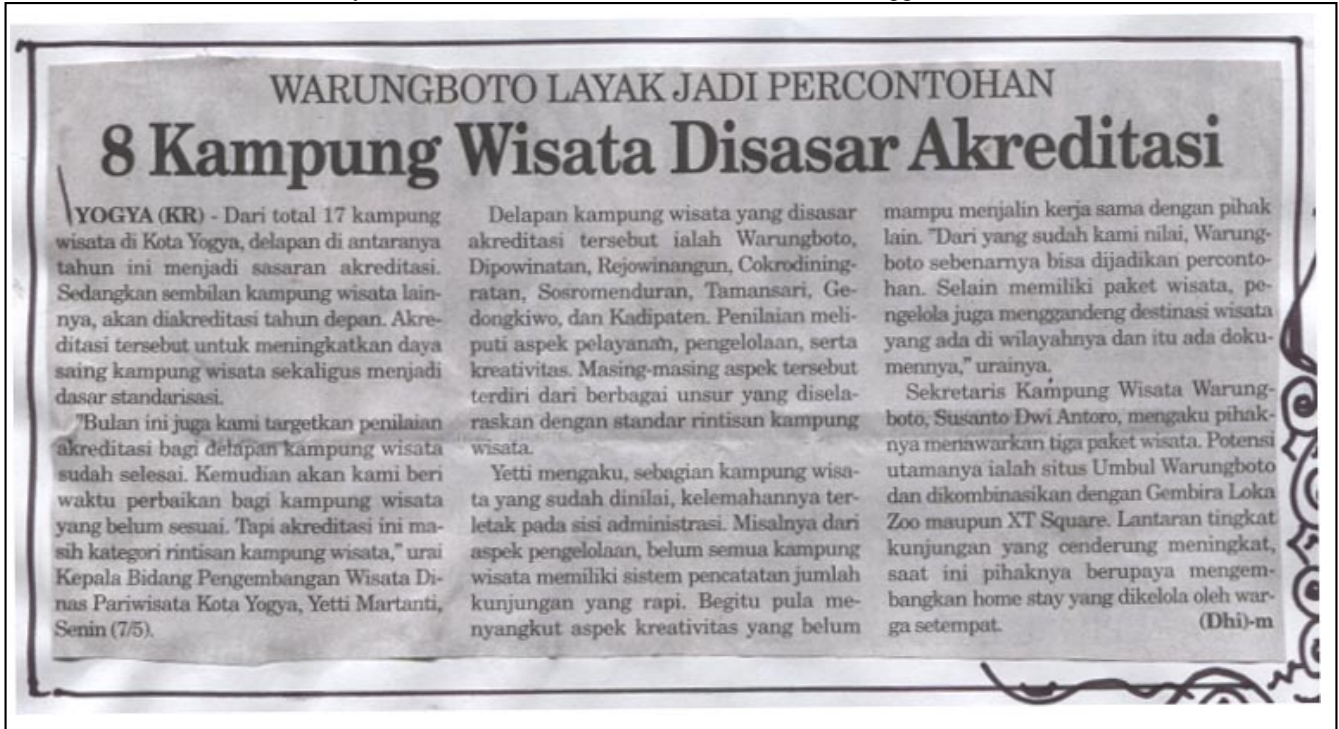 WARUNGBOTO LAYAK JADI PERCONTOHAN
8 Kampung Wisata Disasar Akreditasi
YOGYA (KR) - Dari total 17 kampung
wisata di Kota Yogya, delapan di antaranya
tahun ini menjadi sasaran akreditasi.
Sedangkan sembilan kampung wisata lain-
nya, akan diakreditasi tahun depan. Akre-
ditasi tersebut untuk meningkatkan daya
saing kampung wisata sekaligus menjadi
dasar standarisasi.
"Bulan ini juga kami targetkan penilaian
akreditasi bagi delapan kampung wisata
sudah selesai. Kemudian akan kami beri
waktu perbaikan bagi kampung wisata
yang belum sesuai. Tapi akreditasi ini ma-
sih kategori rintisan kampung wisata," urai
Kepala Bidang Pengembangan Wisata Di-
nas Pariwisata Kota Yogya, Yetti Martanti,
Senin (7/5).
Delapan kampung wisata yang disasar
akreditasi tersebut ialah Warungboto,
Dipowinatan, Rejowinangun, Cokrodining-
ratan, Sosromenduran, Tamansari, Ge-
dongkiwo, dan Kadipaten. Penilaian meli-
puti aspek pelayanan, pengelolaan, serta
kreativitas. Masing-masing aspek tersebut
terdiri dari berbagai unsur yang disela-
raskan dengan standar rintisan kampung
wisata.
Yetti mengaku, sebagian kampung wisa-
ta yang sudah dinilai, kelemahannya ter-
letak pada sisi administrasi. Misalnya dari
aspek pengelolaan, belum semua kampung
wisata memiliki sistem pencatatan jumlah
kunjungan yang rapi. Begitu pula me-
nyangkut aspek kreativitas yang belum
mampu menjalin kerja sama dengan pihak
lain. "Dari yang sudah kami nilai, Warung-
boto sebenarnya bisa dijadikan perconto-
han. Selain memiliki paket wisata, pe-
ngelola juga menggandeng destinasi wisata
yang ada di wilayahnya dan itu ada doku-
mennya," urainya.
Sekretaris Kampung Wisata Warung-
boto, Susanto Dwi Antoro, mengaku pihak-
nya menawarkan tiga paket wisata. Potensi
utamanya ialah situs Umbul Warungboto
dan dikombinasikan dengan Gembira Loka
Zoo maupun XT Square. Lantaran tingkat
kunjungan yang cenderung meningkat,
saat ini pihaknya berupaya mengem-
bangkan home stay yang dikelola oleh war-
ga setempat. (Dhi)-m